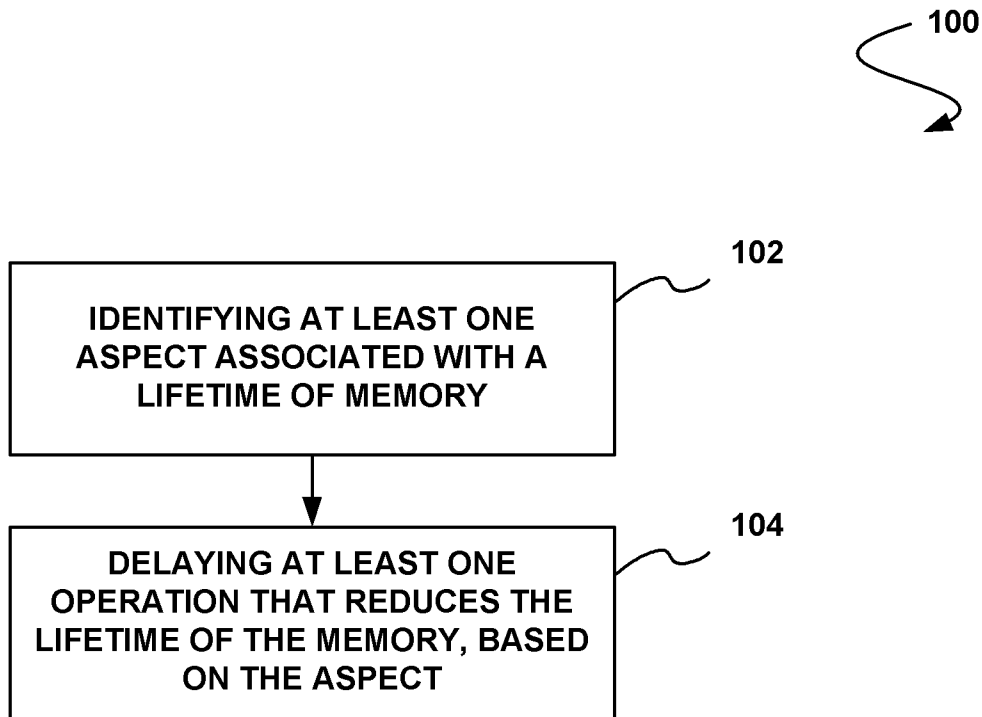 100
102
IDENTIFYING AT LEAST ONE
ASPECT ASSOCIATED WITH A
LIFETIME OF MEMORY
104
DELAYING AT LEAST ONE
OPERATION THAT REDUCES THE
LIFETIME OF THE MEMORY, BASED
ON THE ASPECT